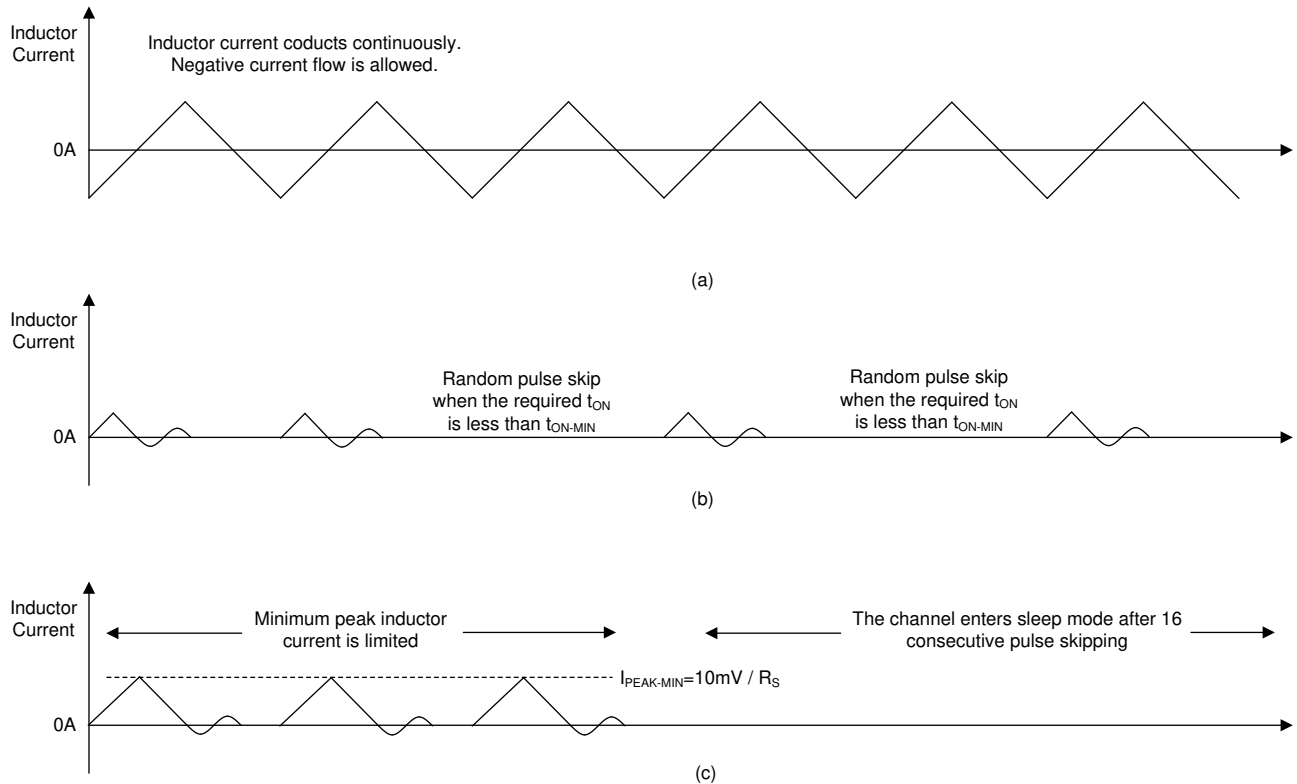 Inductor
Current
Inductor current coducts continuously.
Negative current flow is allowed.
0A
(a)
Inductor
Current
Random pulse skip
when the required tON
is less than tON-MIN
Random pulse skip
when the required tON
is less than tON-MIN
0A
(b)
Inductor
Current
Minimum peak inductor
current is limited
The channel enters sleep mode after 16
consecutive pulse skipping
IPEAK-MIN=10mV / RS
0A
(c)